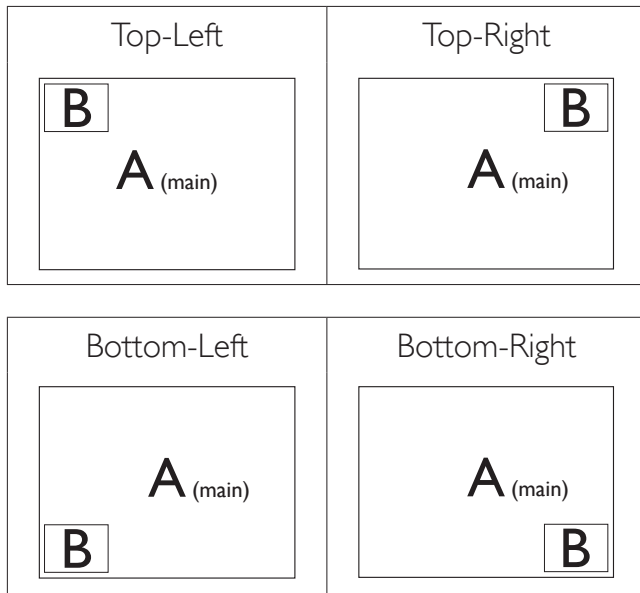 Top-Left
Top-Right
B
A (main)
B
A (main)
Bottom-Left
Bottom-Right
A (main)
B
A (main)
B